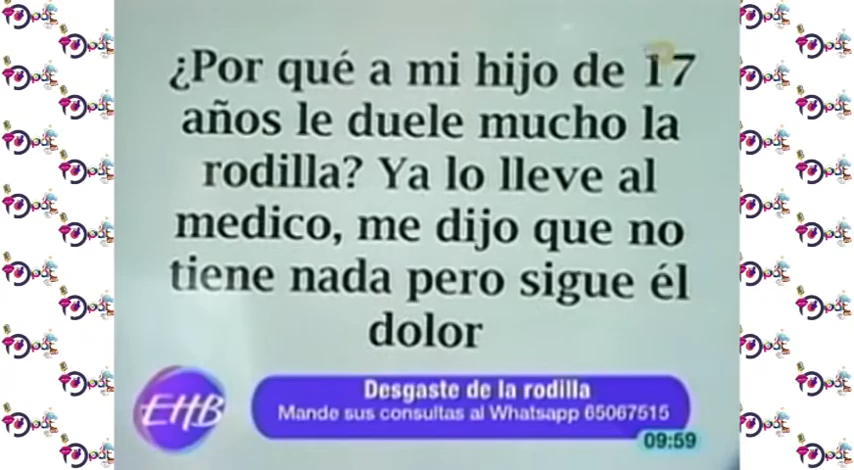 ¿Por qué a mi hijo de 17
años le duele mucho la
rodilla? Ya lo lleve al
medico, me dijo que no
tiene nada pero sigue él
dolor
EHB
Desgaste de la rodilla
Mande sus consultas al Whatsapp 65067515
09:59